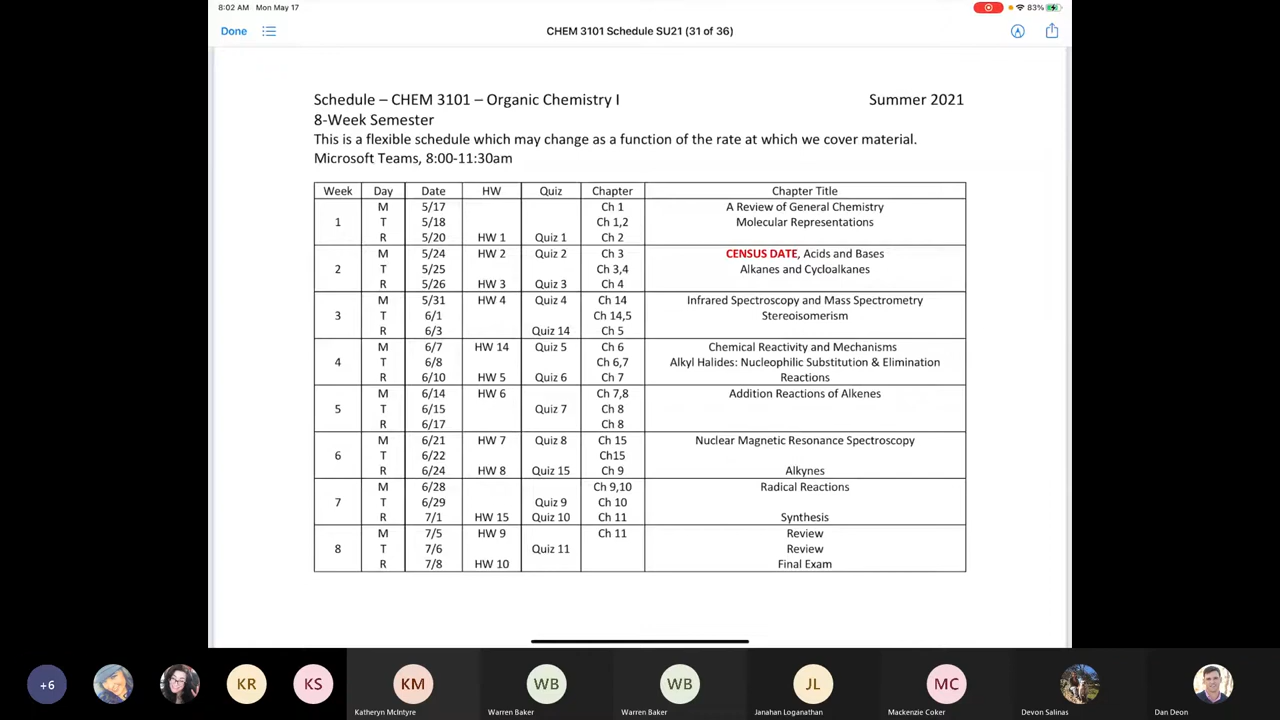 8:02 AM Mon May 17 83%
Done CHEM 3101 Schedule SU21 (31 of 36)
Schedule – CHEM 3101 – Organic Chemistry I Summer 2021
8-Week Semester
This is a flexible schedule which may change as a function of the rate at which we cover material.
Microsoft Teams, 8:00-11:30am
Week Day Date HW Quiz Chapter Chapter Title
M 5/17 Ch 1 A Review of General Chemistry
1 T 5/18 Ch 1,2 Molecular Representations
R 5/20 HW 1 Quiz 1 Ch 2
M 5/24 HW 2 Quiz 2 Ch 3 CENSUS DATE, Acids and Bases
2 T 5/25 Ch 3,4 Alkanes and Cycloalkanes
R 5/26 HW 3 Quiz 3 Ch 4
M 5/31 HW 4 Quiz 4 Ch 14 Infrared Spectroscopy and Mass Spectrometry
3 T 6/1 Ch 14,5 Stereoisomerism
R 6/3 Quiz 14 Ch 5
M 6/7 HW 14 Quiz 5 Ch 6 Chemical Reactivity and Mechanisms
4 T 6/8 Ch 6,7 Alkyl Halides: Nucleophilic Substitution & Elimination
R 6/10 HW 5 Quiz 6 Ch 7 Reactions
M 6/14 HW 6 Ch 7,8 Addition Reactions of Alkenes
5 T 6/15 Quiz 7 Ch 8
R 6/17 Ch 8
M 6/21 HW 7 Quiz 8 Ch 15 Nuclear Magnetic Resonance Spectroscopy
6 T 6/22 Ch15
R 6/24 HW 8 Quiz 15 Ch 9 Alkynes
M 6/28 Ch 9,10 Radical Reactions
7 T 6/29 Quiz 9 Ch 10
R 7/1 HW 15 Quiz 10 Ch 11 Synthesis
M 7/5 HW 9 Ch 11 Review
8 T 7/6 Quiz 11 Review
R 7/8 HW 10 Final Exam
+6 KR KS KM WB WB JL MC
Katheryn McIntyre Warren Baker Warren Baker Janahan Loganathan Mackenzie Coker Devon Salinas Dan Deon